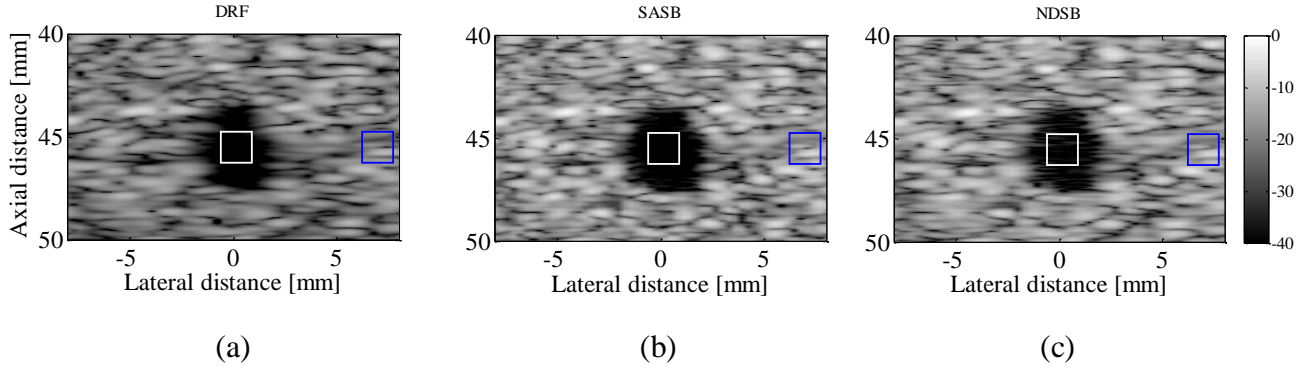 DRF
SASB
NDSB
40
45
50
Axial distance [mm]
-5 0 5
Lateral distance [mm]
40
45
50
-5 0 5
Lateral distance [mm]
40
45
50
-5 0 5
Lateral distance [mm]
0
-10
-20
-30
-40
(a) (b) (c)